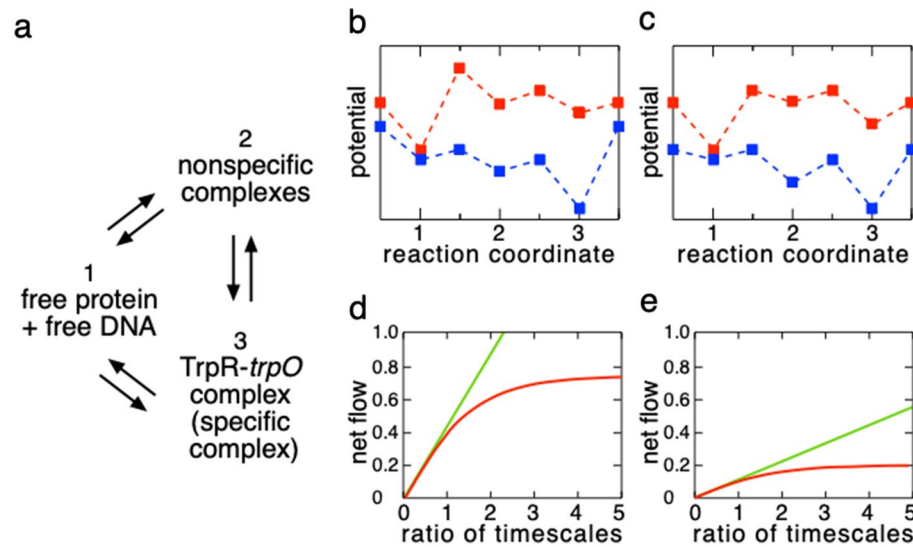 a
2
nonspecific
complexes
1
free protein
+ free DNA
3
TrpR-trpO
complex
(specific
complex)
b
potential
1 2 3
reaction coordinate
c
potential
1 2 3
reaction coordinate
d
net flow
1.0
0.8
0.6
0.4
0.2
0
0 1 2 3 4 5
ratio of timescales
e
net flow
1.0
0.8
0.6
0.4
0.2
0
0 1 2 3 4 5
ratio of timescales